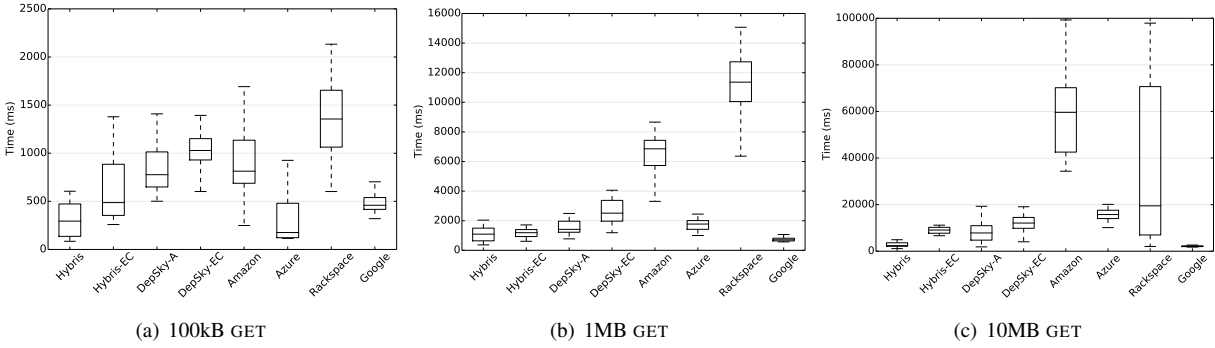 2500
2000
1500
1000
500
0
Time (ms)
Hybris
Hybris-EC
DepSky-A
DepSky-EC
Amazon
Azure
Rackspace
Google
(a) 100kB GET
16000
14000
12000
10000
8000
6000
4000
2000
0
Time (ms)
Hybris
Hybris-EC
DepSky-A
DepSky-EC
Amazon
Azure
Rackspace
Google
(b) 1MB GET
100000
80000
60000
40000
20000
0
Time (ms)
Hybris
Hybris-EC
DepSky-A
DepSky-EC
Amazon
Azure
Rackspace
Google
(c) 10MB GET